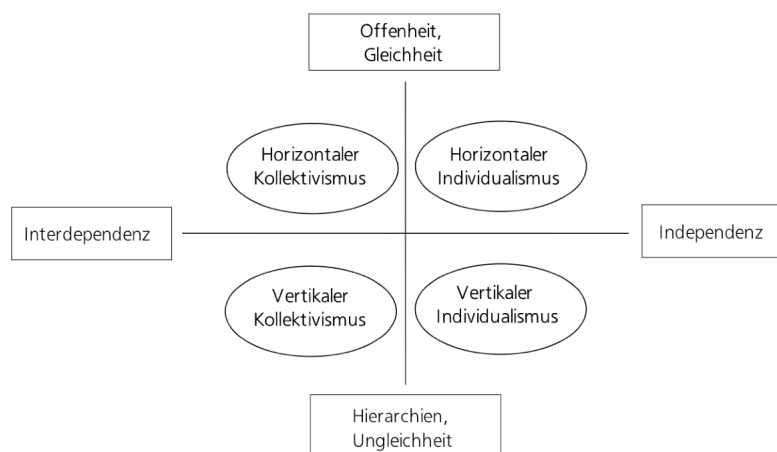 Offenheit,
Gleichheit
Horizontaler
Kollektivismus
Horizontaler
Individualismus
Interdependenz
Independenz
Vertikaler
Kollektivismus
Vertikaler
Individualismus
Hierarchien,
Ungleichheit